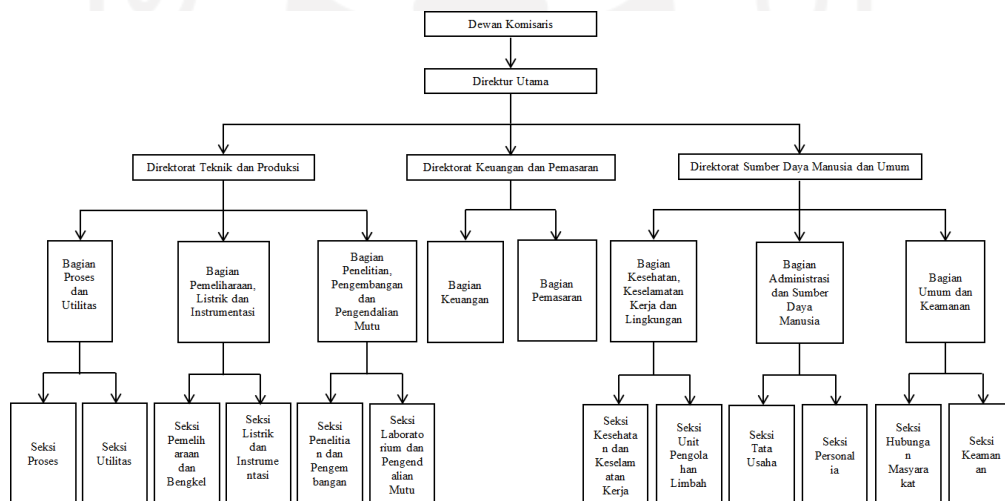 Dewan Komisaris
Direktur Utama
Direktorat Teknik dan Produksi
Direktorat Keuangan dan Pemasaran
Direktorat Sumber Daya Manusia dan Umum
Bagian
Proses
dan
Utilitas
Bagian
Pemeliharaan,
Listrik dan
Instrumentasi
Bagian
Penelitian,
Pengembangan
dan
Pengendalian
Mutu
Bagian
Keuangan
Bagian
Pemasaran
Bagian
Kesehatan,
Keselamatan
Kerja dan
Lingkungan
Bagian
Administrasi
dan Sumber
Daya
Manusia
Bagian
Umum dan
Keamanan
Seksi
Proses
Seksi
Utilitas
Seksi
Pemelih
araan
dan
Bengkel
Seksi
Listrik
dan
Instrume
ntasi
Seksi
Penelitia
n dan
Pengem
bangan
Seksi
Laborato
rium dan
Pengend
alian
Mutu
Seksi
Kesehata
n dan
Keselam
atan
Kerja
Seksi
Unit
Pengola
han
Limbah
Seksi
Tata
Usaha
Seksi
Personal
ia
Seksi
Hubunga
n
Masyara
kat
Seksi
Keaman
an